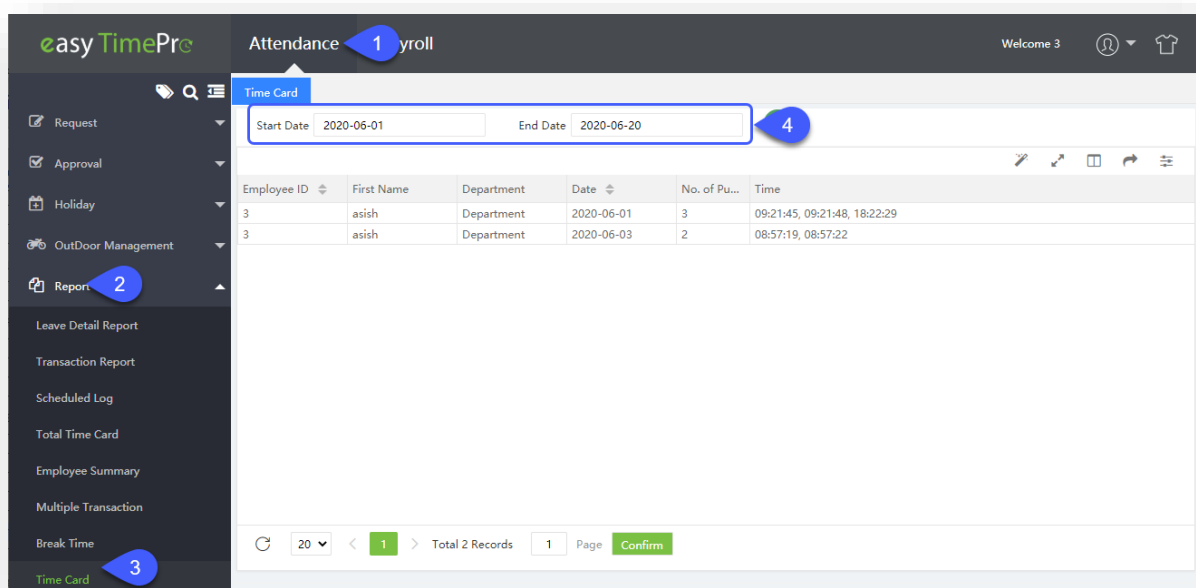 easy TimePro
Attendance
1
yroll
Welcome 3
Time Card
Request
Start Date 2020-06-01 End Date 2020-06-20
4
Approval
Employee ID First Name Department Date No. of Pu... Time
Holiday
3 asish Department 2020-06-01 3 09:21:45, 09:21:48, 18:22:29
3 asish Department 2020-06-03 2 08:57:19, 08:57:22
OutDoor Management
Report
2
Leave Detail Report
Transaction Report
Scheduled Log
Total Time Card
Employee Summary
Multiple Transaction
Break Time
20 1 Total 2 Records 1 Page Confirm
3
Time Card